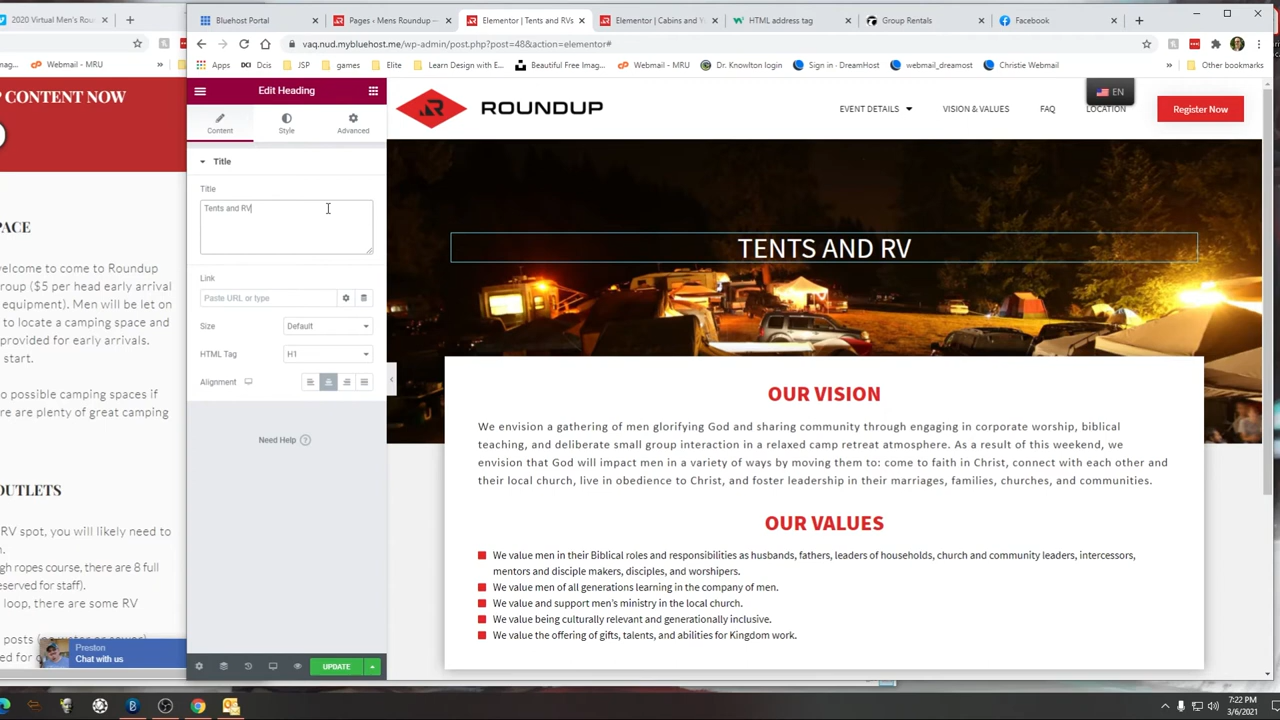 2020 Virtual Men's Rou
Bluehost Portal
Pages ‹ Mens Roundup —
Elementor | Tents and RVs
Elementor | Cabins and Y
HTML address tag
Group Rentals
Facebook
vaq.nud.mybluehost.me/wp-admin/post.php?post=48&action=elementor#
mag...
Webmail - MRU
Apps
Dcis
JSP
games
Elite
Learn Design with E...
Beautiful Free Imag...
Webmail - MRU
Dr. Knowlton login
Sign in - DreamHost
webmail_dreamost
Christie Webmail
Other bookmarks
P CONTENT NOW
PACE
elcome to come to Roundup
roup ($5 per head early arrival
equipment). Men will be let on
to locate a camping space and
provided for early arrivals.
start.
o possible camping spaces if
re are plenty of great camping
OUTLETS
RV spot, you will likely need to
n.
gh ropes course, there are 8 full
eserved for staff).
loop, there are some RV
posts (no water or sewer)
ed for o
Preston
Chat with us
Edit Heading
Content
Style
Advanced
Title
Title
Tents and RV
Link
Paste URL or type
Size
Default
HTML Tag
H1
Alignment
Need Help
UPDATE
ROUNDUP
EVENT DETAILS
VISION & VALUES
FAQ
LOCATION
EN
Register Now
TENTS AND RV
OUR VISION
We envision a gathering of men glorifying God and sharing community through engaging in corporate worship, biblical
teaching, and deliberate small group interaction in a relaxed camp retreat atmosphere. As a result of this weekend, we
envision that God will impact men in a variety of ways by moving them to: come to faith in Christ, connect with each other and
their local church, live in obedience to Christ, and foster leadership in their marriages, families, churches, and communities.
OUR VALUES
We value men in their Biblical roles and responsibilities as husbands, fathers, leaders of households, church and community leaders, intercessors,
mentors and disciple makers, disciples, and worshipers.
We value men of all generations learning in the company of men.
We value and support men's ministry in the local church.
We value being culturally relevant and generationally inclusive.
We value the offering of gifts, talents, and abilities for Kingdom work.
7:22 PM
3/6/2021